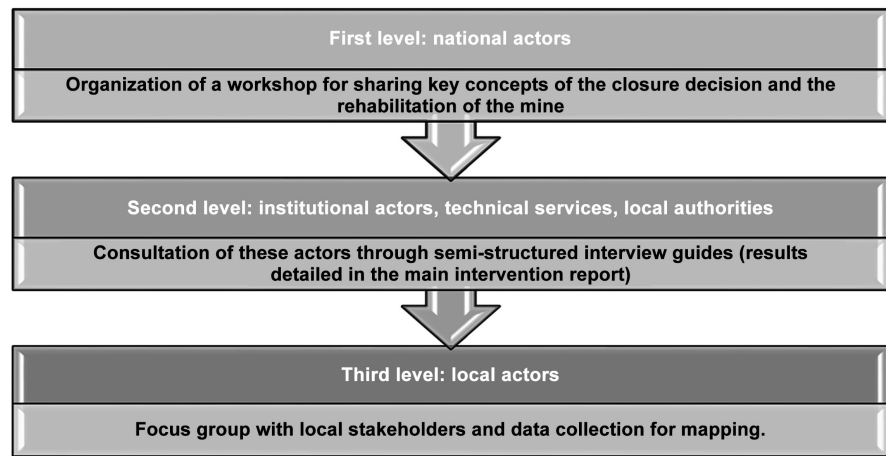 First level: national actors
Organization of a workshop for sharing key concepts of the closure decision and the
rehabilitation of the mine
Second level: institutional actors, technical services, local authorities
Consultation of these actors through semi-structured interview guides (results
detailed in the main intervention report)
Third level: local actors
Focus group with local stakeholders and data collection for mapping.